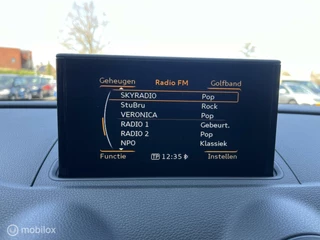 Geheugen Radio FM Golfband
SKYRADIO Pop
StuBru Rock
VERONICA Pop
RADIO 1 Gebeurt.
RADIO 2 Pop
NPO Klassiek
Functie TP 12:35 Instellen
© mobilox